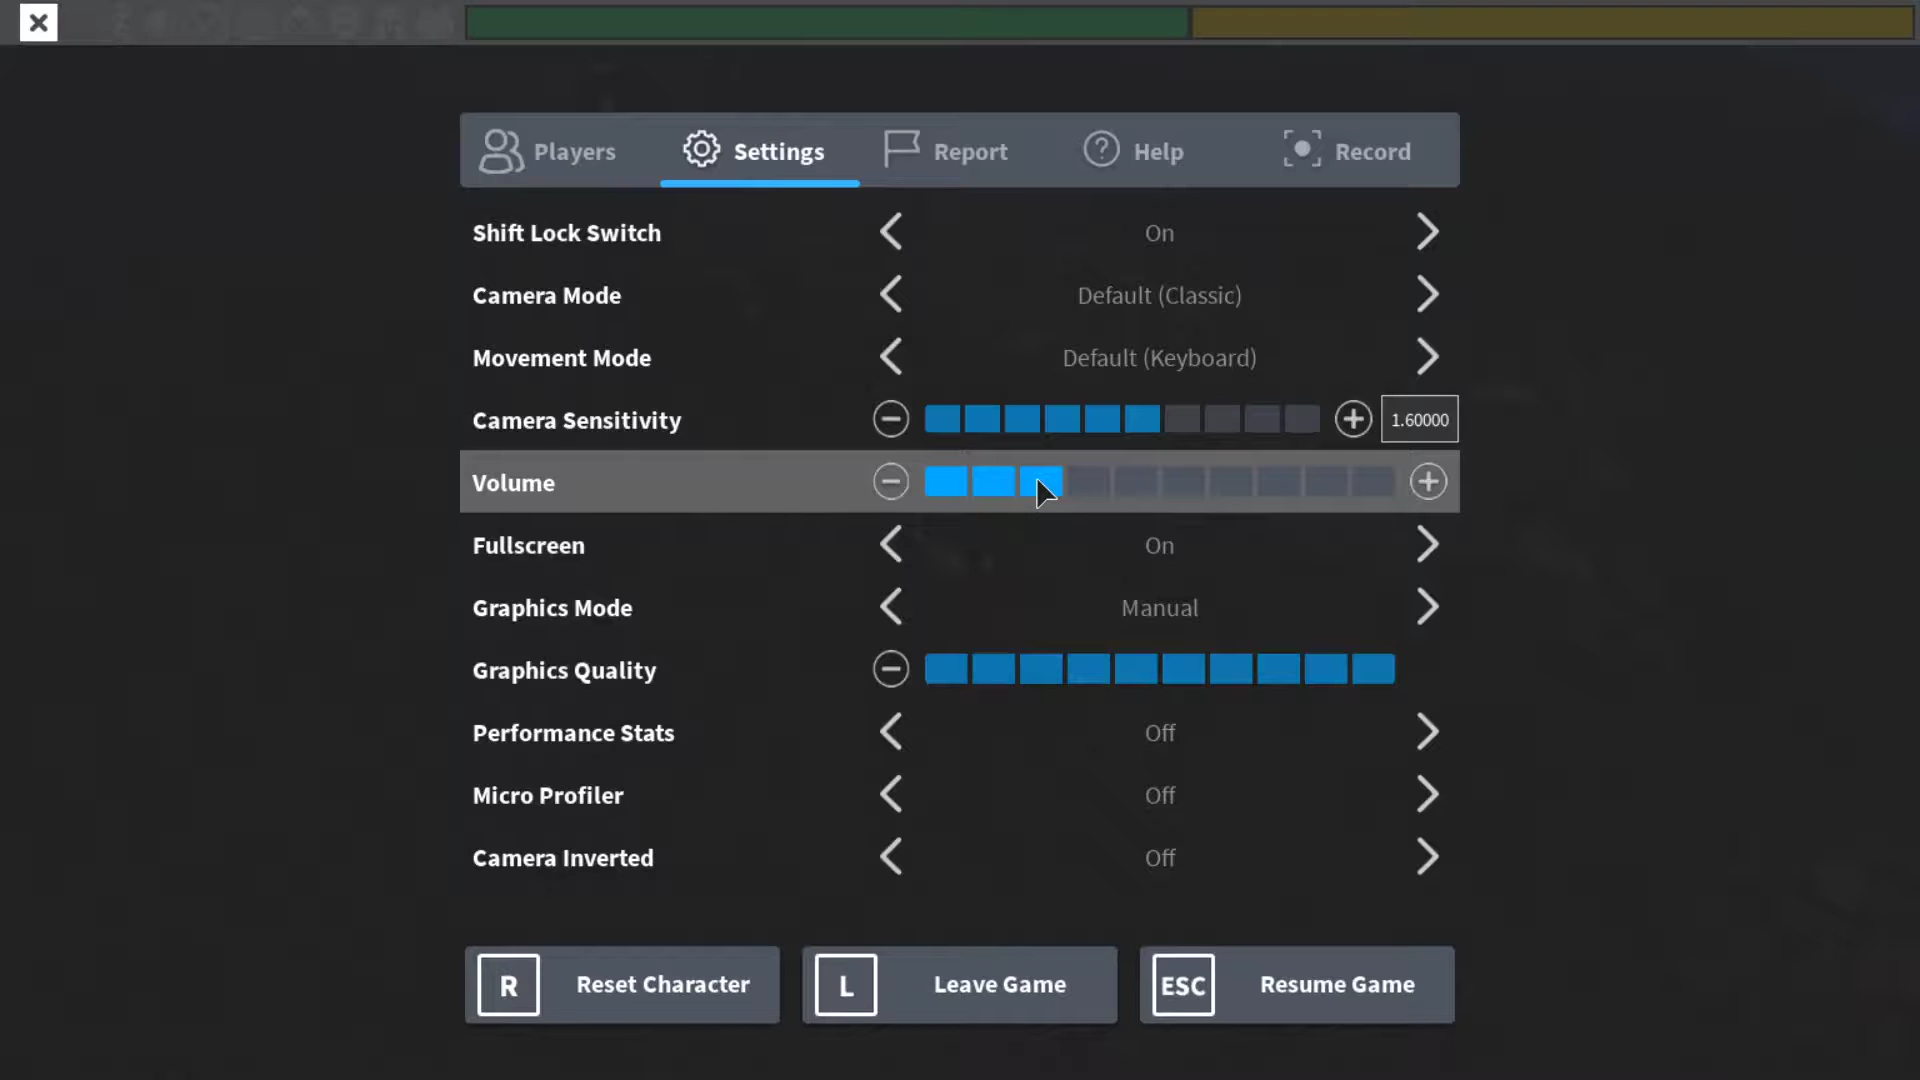 Players Settings Report Help Record
Shift Lock Switch On
Camera Mode Default (Classic)
Movement Mode Default (Keyboard)
Camera Sensitivity 1.60000
Volume
Fullscreen On
Graphics Mode Manual
Graphics Quality
Performance Stats Off
Micro Profiler Off
Camera Inverted Off
R Reset Character L Leave Game ESC Resume Game